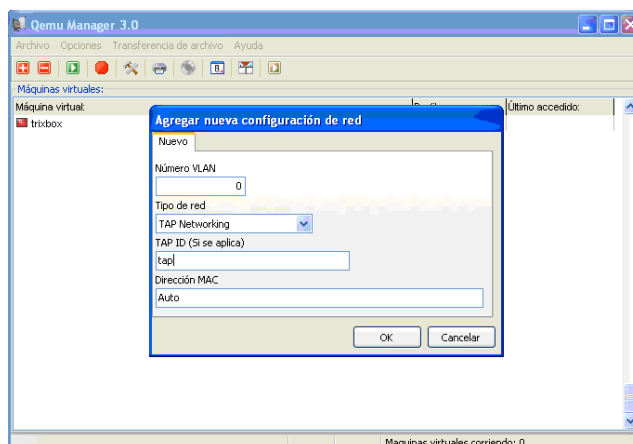 Qemu Manager 3.0
Archivo Opciones Transferencia de archivo Ayuda
Máquinas virtuales:
Máquina virtual: Último accedido:
trixbox
Agregar nueva configuración de red
Nuevo
Número VLAN
0
Tipo de red
TAP Networking
TAP ID (Si se aplica)
tap
Dirección MAC
Auto
OK Cancelar
Maquinas virtuales corriendo: 0